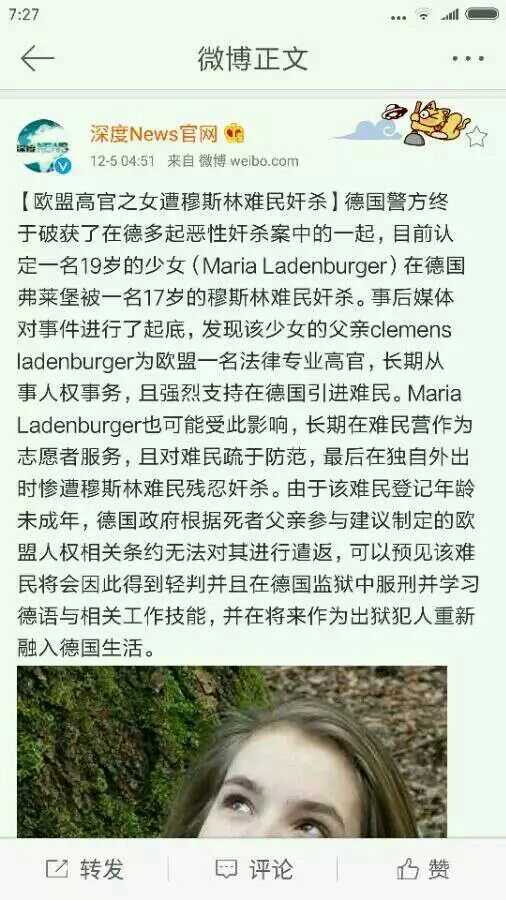 7:27
微博正文
深度News官网
12-5 04:51 来自 微博 weibo.com
【欧盟高官之女遭穆斯林难民奸杀】德国警方终
于破获了在德多起恶性奸杀案中的一起，目前认
定一名19岁的少女（Maria Ladenburger）在德国
弗莱堡被一名17岁的穆斯林难民奸杀。事后媒体
对事件进行了起底，发现该少女的父亲clemens
ladenburger为欧盟一名法律专业高官，长期从
事人权事务，且强烈支持在德国引进难民。Maria
Ladenburger也可能受此影响，长期在难民营作为
志愿者服务，且对难民疏于防范，最后在独自外出
时惨遭穆斯林难民残忍奸杀。由于该难民登记年龄
未成年，德国政府根据死者父亲参与建议制定的欧
盟人权相关条约无法对其进行遣返，可以预见该难
民将会因此得到轻判并且在德国监狱中服刑并学习
德语与相关工作技能，并在将来作为出狱犯人重新
融入德国生活。
转发 评论 赞